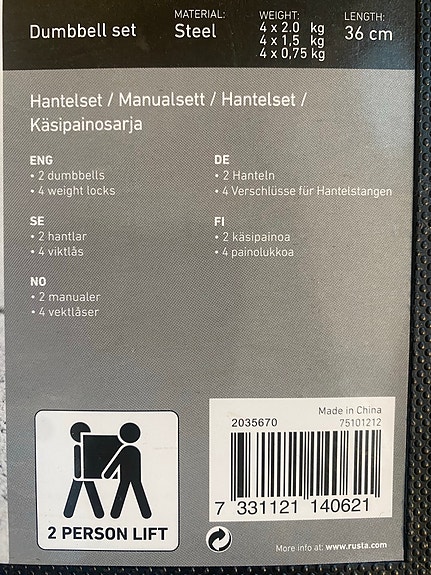 Dumbbell set
MATERIAL:
Steel
WEIGHT:
4 x 2.0 kg
4 x 1,5 kg
4 x 0,75 kg
LENGTH:
36 cm
Hantelset / Manualsett / Hantelset /
Käsipainosarja
ENG
• 2 dumbbells
• 4 weight locks
DE
• 2 Hanteln
• 4 Verschlüsse für Hantelstangen
SE
• 2 hantlar
• 4 viktlås
FI
• 2 käsipainoa
• 4 painolukkoa
NO
• 2 manualer
• 4 vektlåser
2 PERSON LIFT
Made in China
2035670 75101212
7 331121 140621
More info at: www.rusta.com